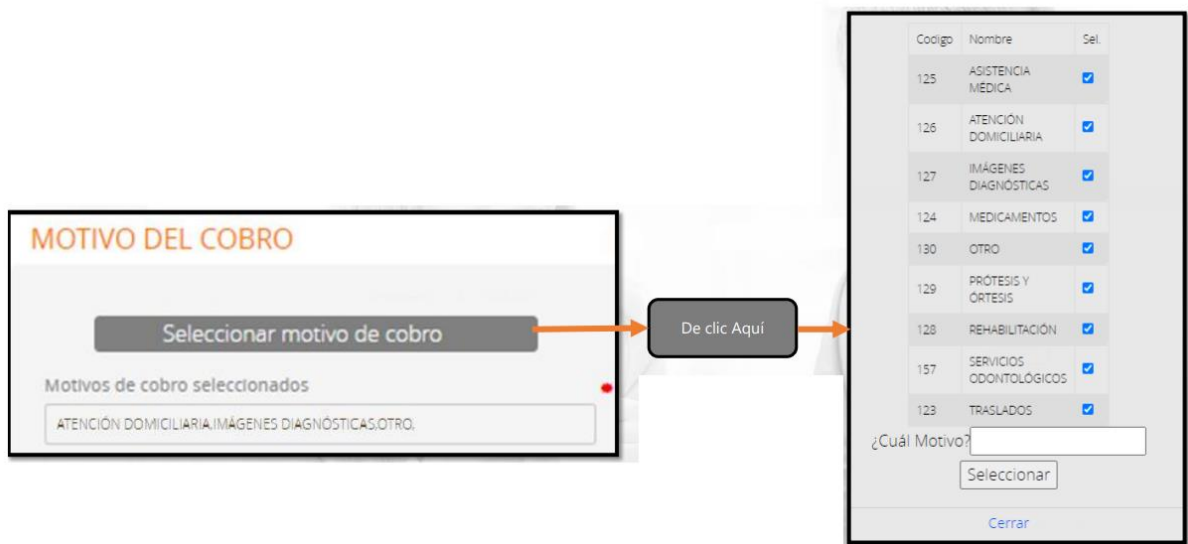 MOTIVO DEL COBRO
Seleccionar motivo de cobro
Motivos de cobro seleccionados
ATENCIÓN DOMICILIARIA,IMÁGENES DIAGNÓSTICAS,OTRO,
De clic Aquí
Codigo Nombre Sel.
125 ASISTENCIA
MÉDICA
126 ATENCIÓN
DOMICILIARIA
127 IMÁGENES
DIAGNÓSTICAS
124 MEDICAMENTOS
130 OTRO
129 PRÓTESIS Y
ÓRTESIS
128 REHABILITACIÓN
157 SERVICIOS
ODONTOLÓGICOS
123 TRASLADOS
¿Cuál Motivo?
Seleccionar
Cerrar